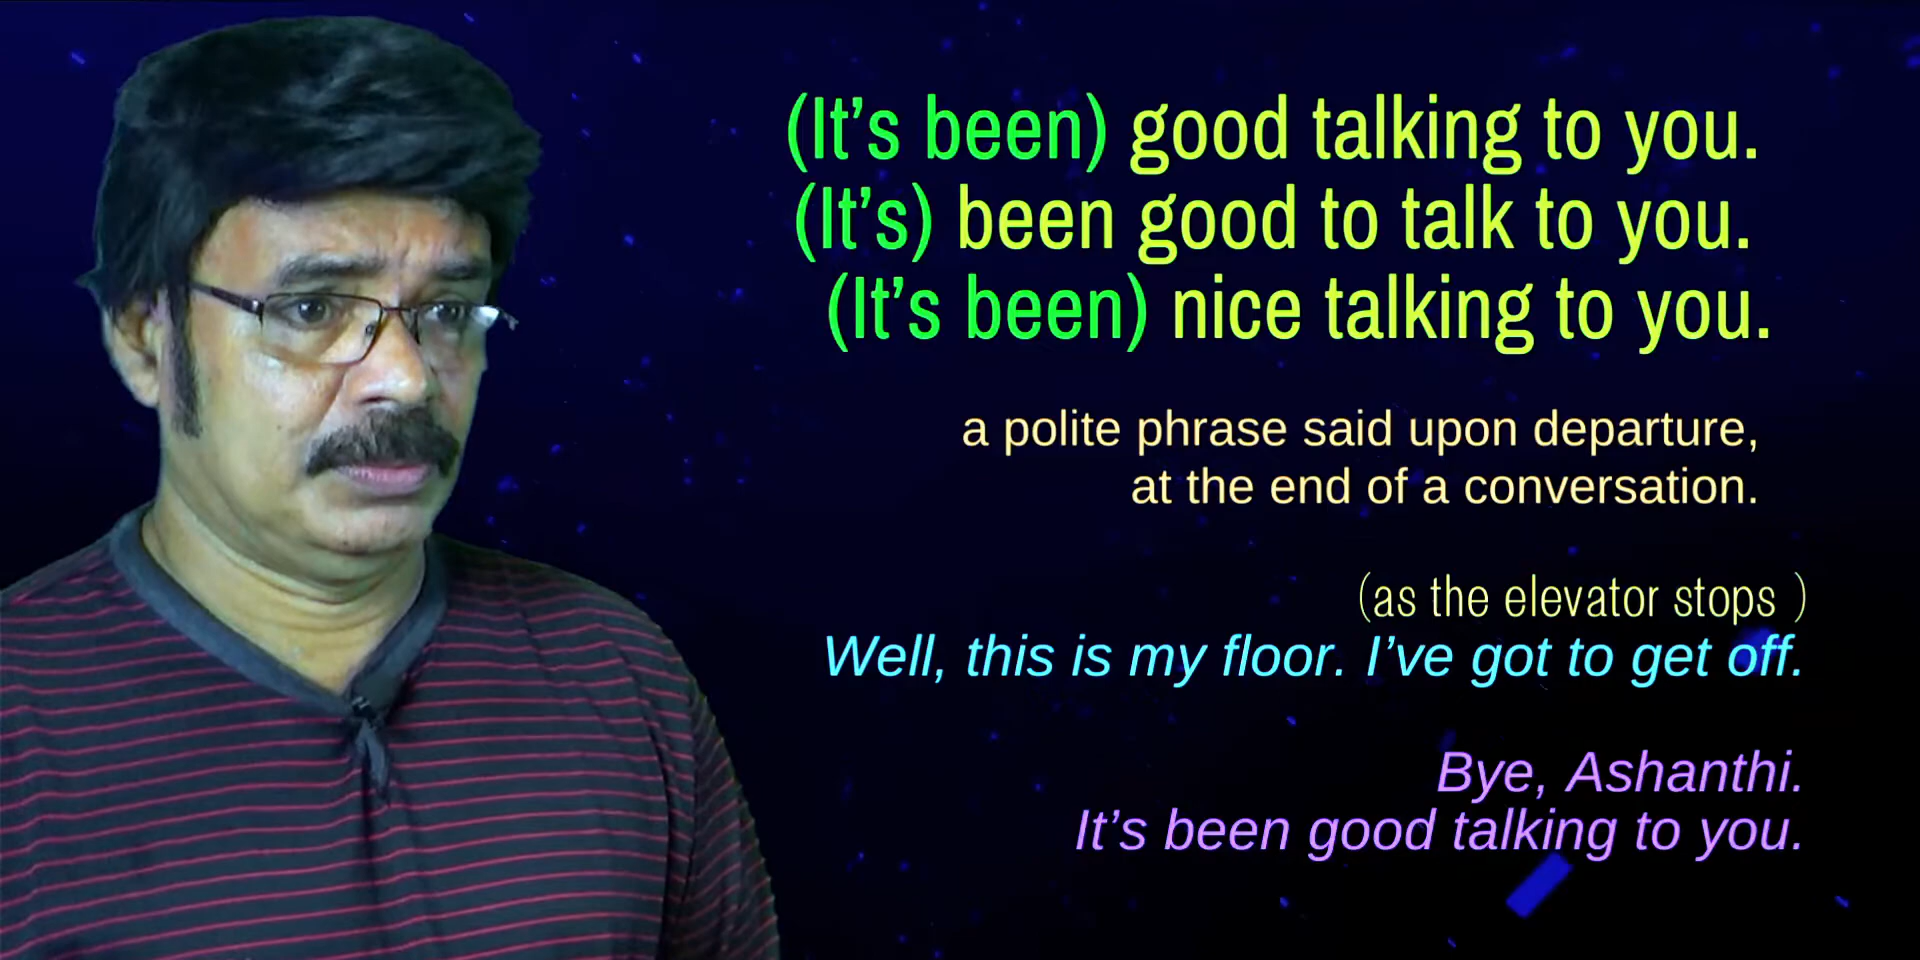 (It’s been) good talking to you.
(It’s) been good to talk to you.
(It’s been) nice talking to you.
a polite phrase said upon departure,
at the end of a conversation.
(as the elevator stops )
Well, this is my floor. I’ve got to get off.
Bye, Ashanthi.
It’s been good talking to you.